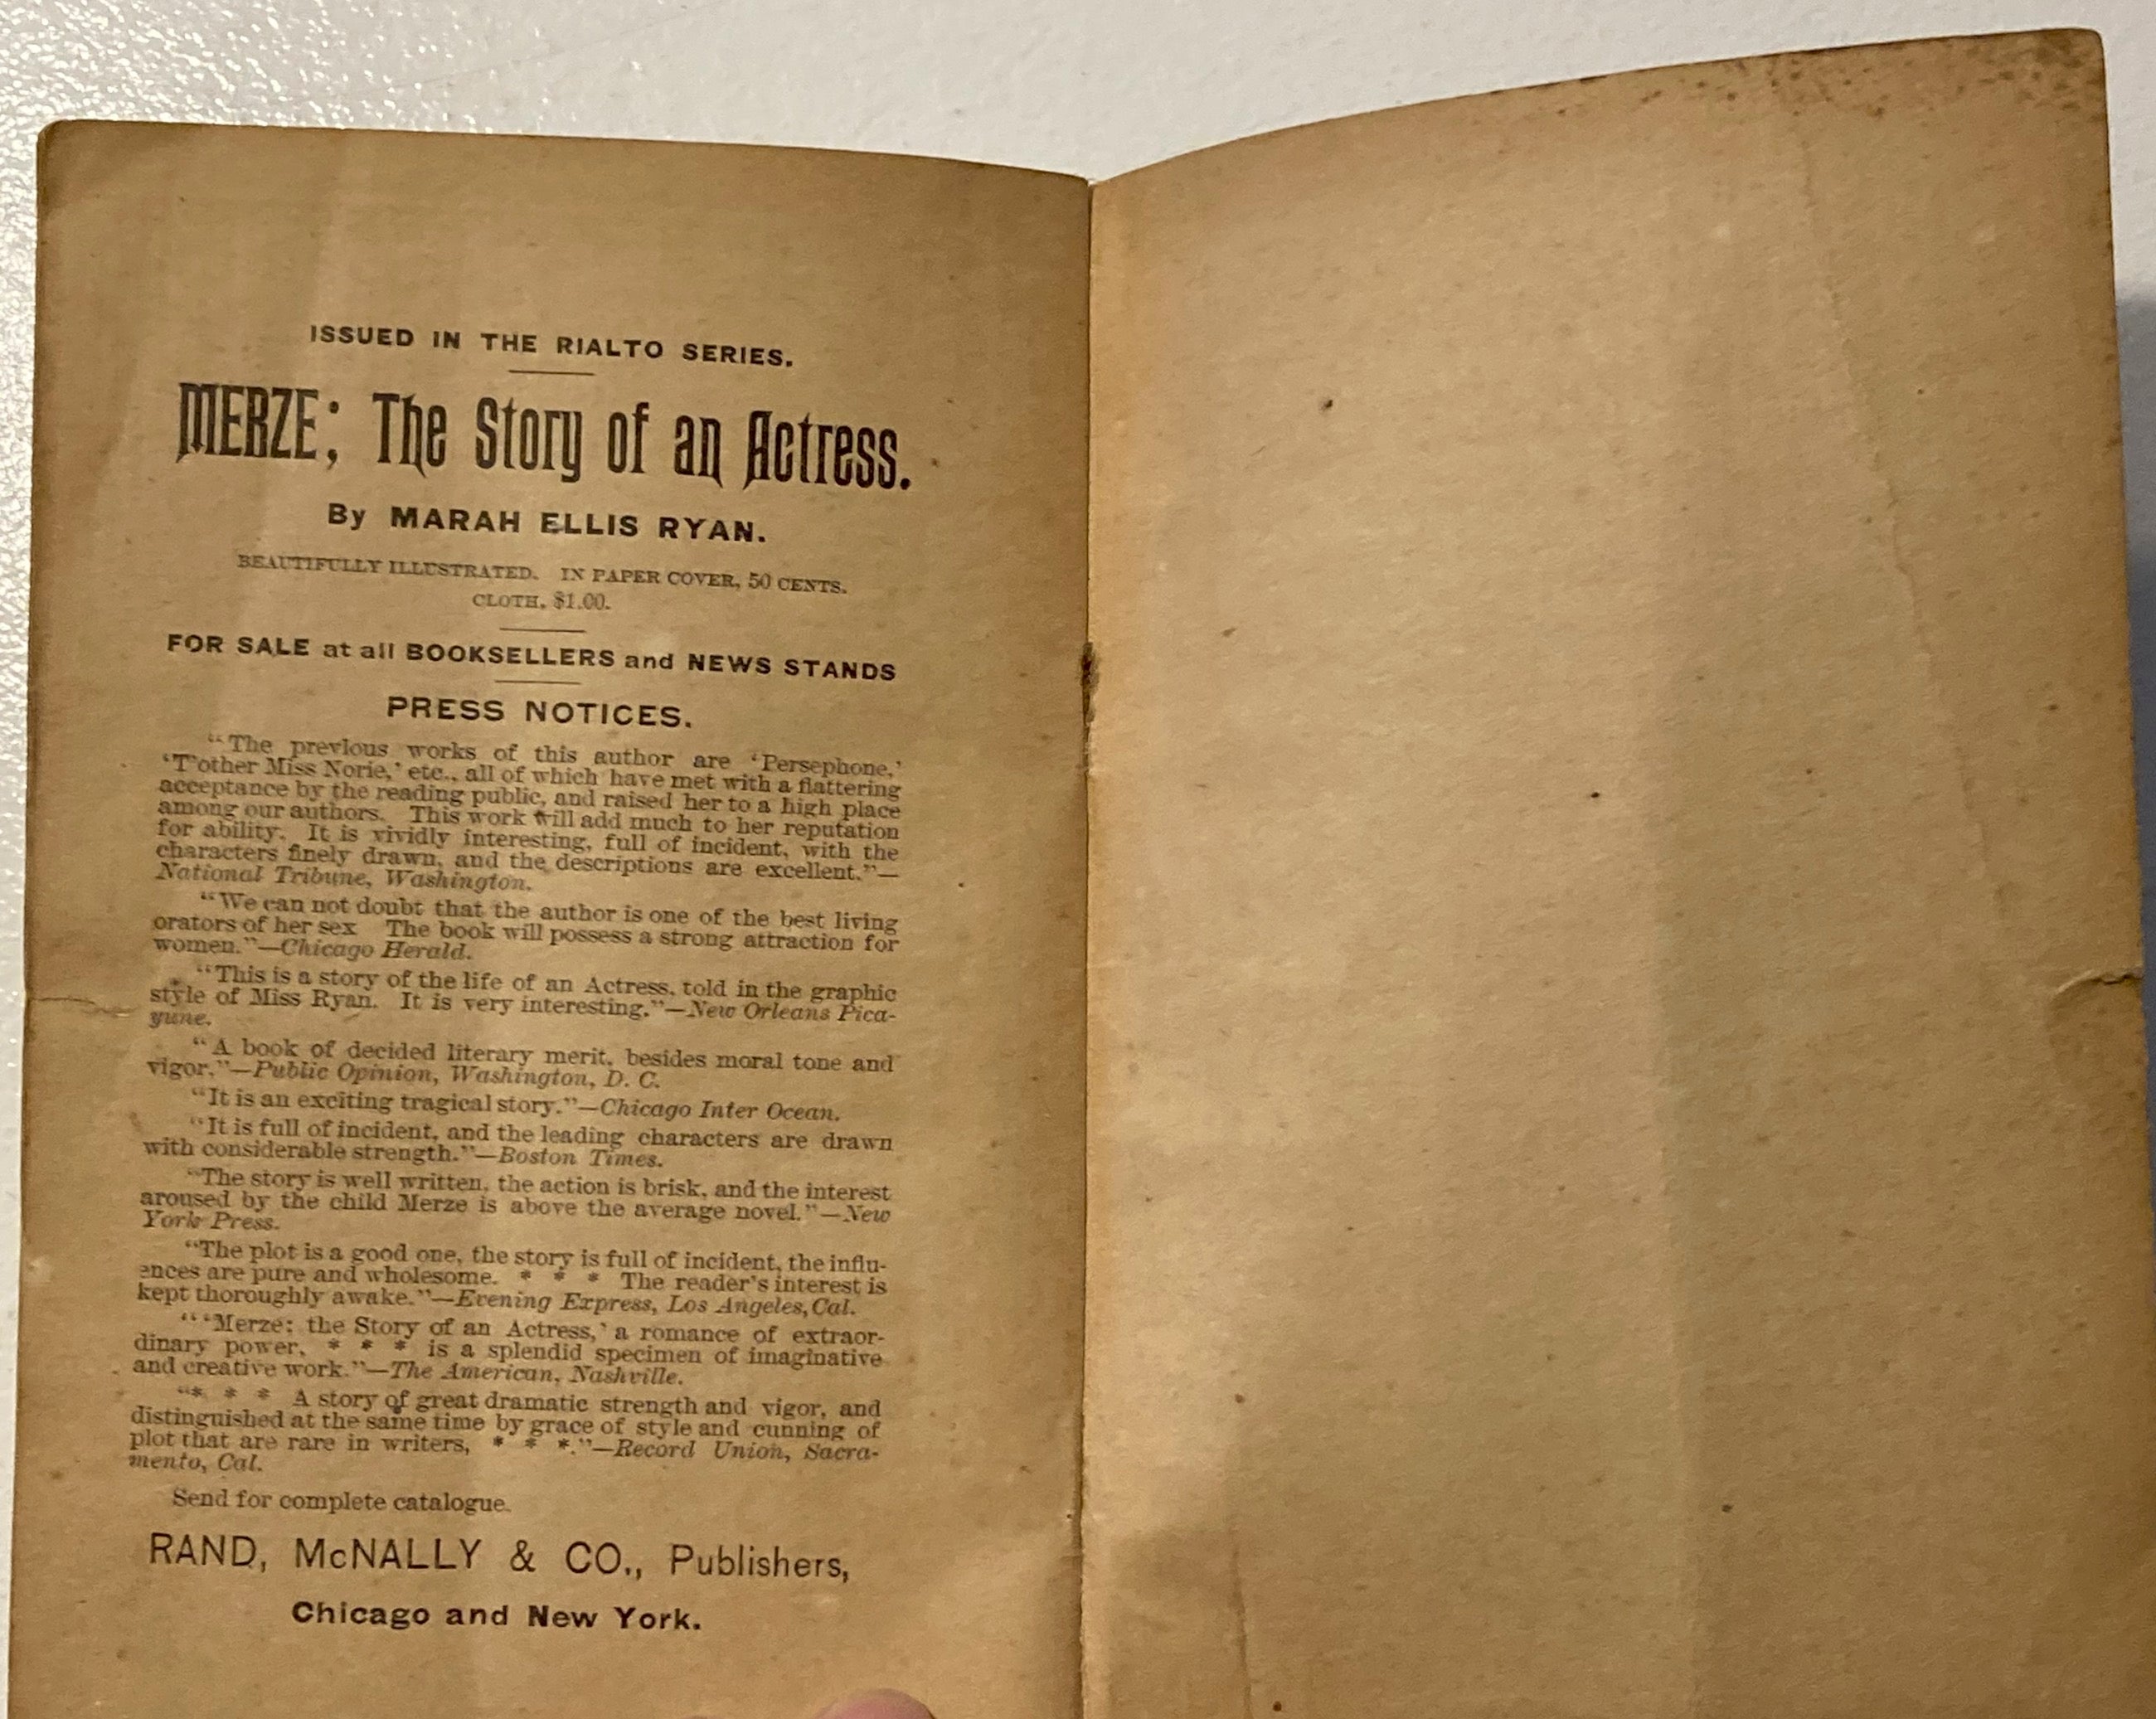 ISSUED IN THE RIALTO SERIES.
MERZE; The Story of an Actress.
By MARAH ELLIS RYAN.
BEAUTIFULLY ILLUSTRATED. IN PAPER COVER, 50 CENTS.
CLOTH, $1.00.
FOR SALE at all BOOKSELLERS and NEWS STANDS
PRESS NOTICES.
“The previous works of this author are ‘Persephone,’
‘T’other Miss Norie,’ etc., all of which have met with a flattering
acceptance by the reading public, and raised her to a high place
among our authors. This work will add much to her reputation
for ability. It is vividly interesting, full of incident, with the
characters finely drawn, and the descriptions are excellent.”—
National Tribune, Washington.
“We can not doubt that the author is one of the best living
orators of her sex The book will possess a strong attraction for
women.”—Chicago Herald.
“This is a story of the life of an Actress, told in the graphic
style of Miss Ryan. It is very interesting.”—New Orleans Pica-
yune.
“A book of decided literary merit, besides moral tone and
vigor.”—Public Opinion, Washington, D. C.
“It is an exciting tragical story.”—Chicago Inter Ocean.
“It is full of incident, and the leading characters are drawn
with considerable strength.”—Boston Times.
“The story is well written, the action is brisk, and the interest
aroused by the child Merze is above the average novel.”—New
York Press.
“The plot is a good one, the story is full of incident, the influ-
ences are pure and wholesome. * * * The reader’s interest is
kept thoroughly awake.”—Evening Express, Los Angeles, Cal.
“‘Merze: the Story of an Actress,’ a romance of extraor-
dinary power, * * * is a splendid specimen of imaginative
and creative work.”—The American, Nashville.
“* * * A story of great dramatic strength and vigor, and
distinguished at the same time by grace of style and cunning of
plot that are rare in writers, * * *.”—Record Union, Sacra-
mento, Cal.
Send for complete catalogue.
RAND, McNALLY & CO., Publishers,
Chicago and New York.